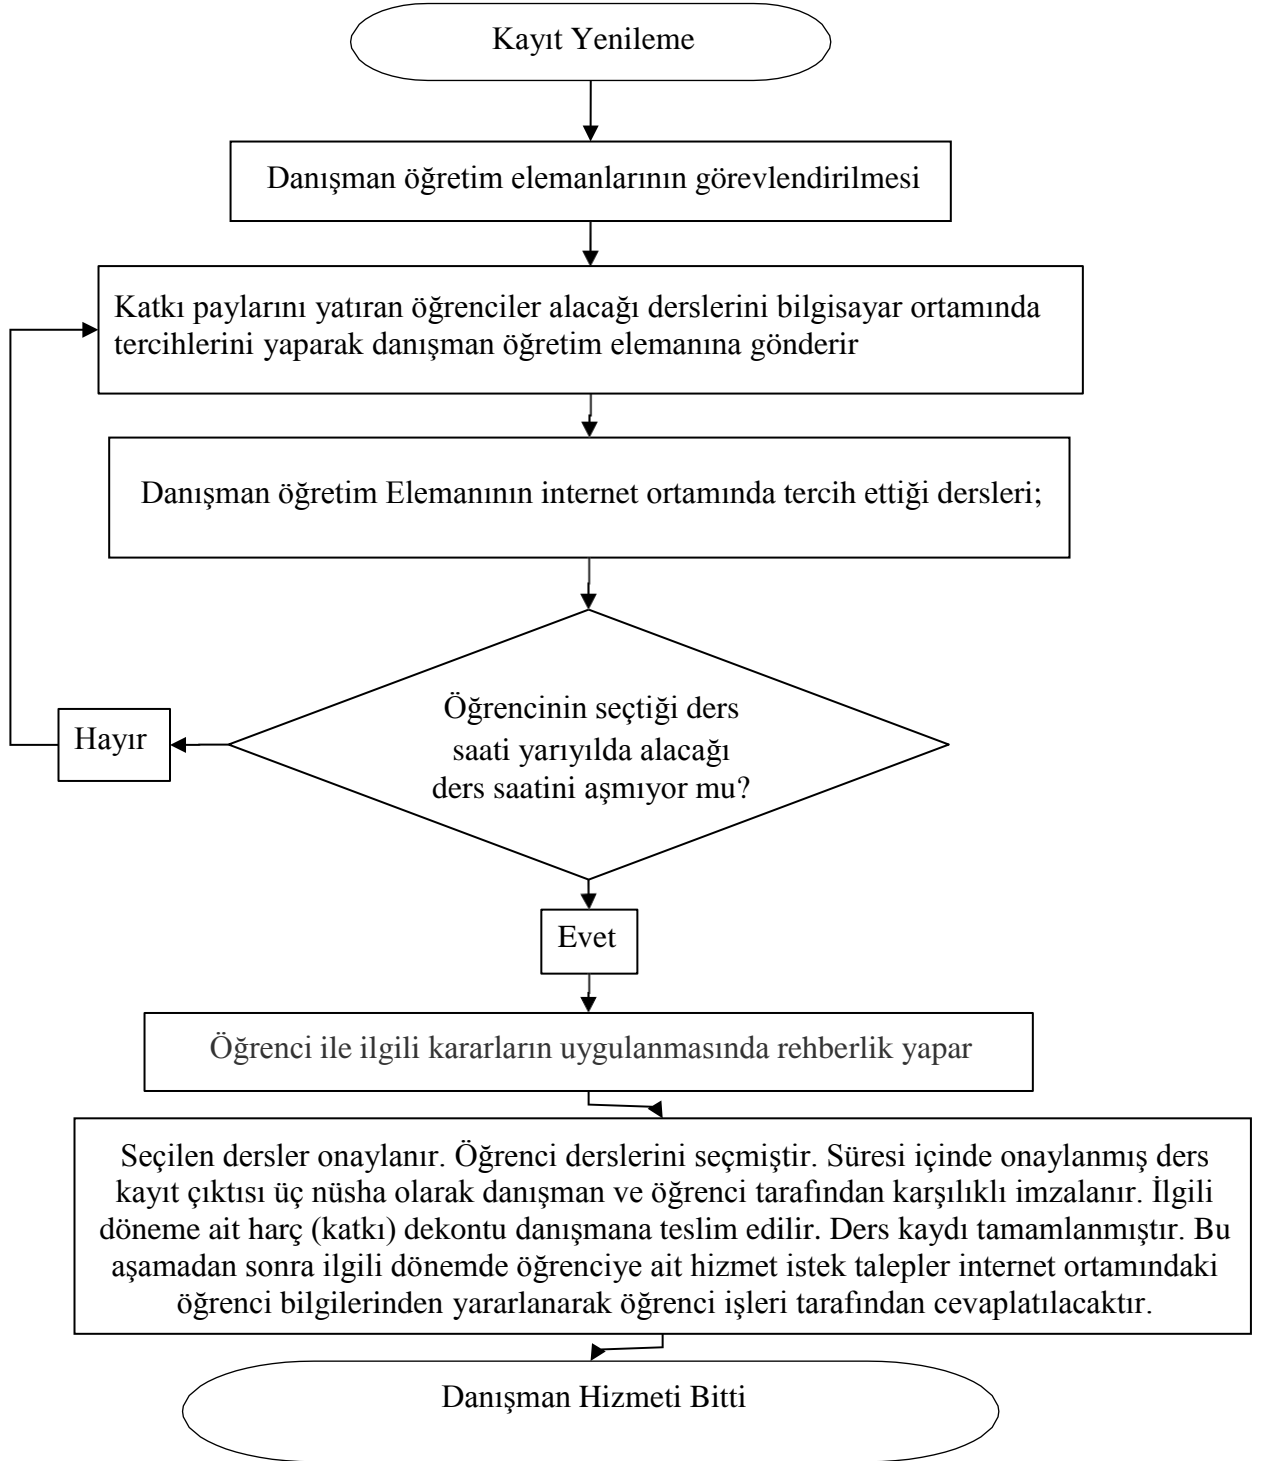 Kayıt Yenileme
Danışman öğretim elemanlarının görevlendirilmesi
Katkı paylarını yatıran öğrenciler alacağı derslerini bilgisayar ortamında
tercihlerini yaparak danışman öğretim elemanına gönderir
Danışman öğretim Elemanının internet ortamında tercih ettiği dersleri;
Öğrencinin seçtiği ders
saati yarıyılda alacağı
ders saatini aşmıyor mu?
Hayır
Evet
Öğrenci ile ilgili kararların uygulanmasında rehberlik yapar
Seçilen dersler onaylanır. Öğrenci derslerini seçmiştir. Süresi içinde onaylanmış ders
kayıt çıktısı üç nüsha olarak danışman ve öğrenci tarafından karşılıklı imzalanır. İlgili
döneme ait harç (katkı) dekontu danışmana teslim edilir. Ders kaydı tamamlanmıştır. Bu
aşamadan sonra ilgili dönemde öğrenciye ait hizmet istek talepler internet ortamındaki
öğrenci bilgilerinden yararlanarak öğrenci işleri tarafından cevaplatılacaktır.
Danışman Hizmeti Bitti